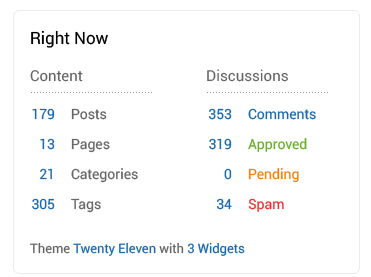 Right Now
Content
179 Posts
13 Pages
21 Categories
305 Tags
Discussions
353 Comments
319 Approved
0 Pending
34 Spam
Theme Twenty Eleven with 3 Widgets